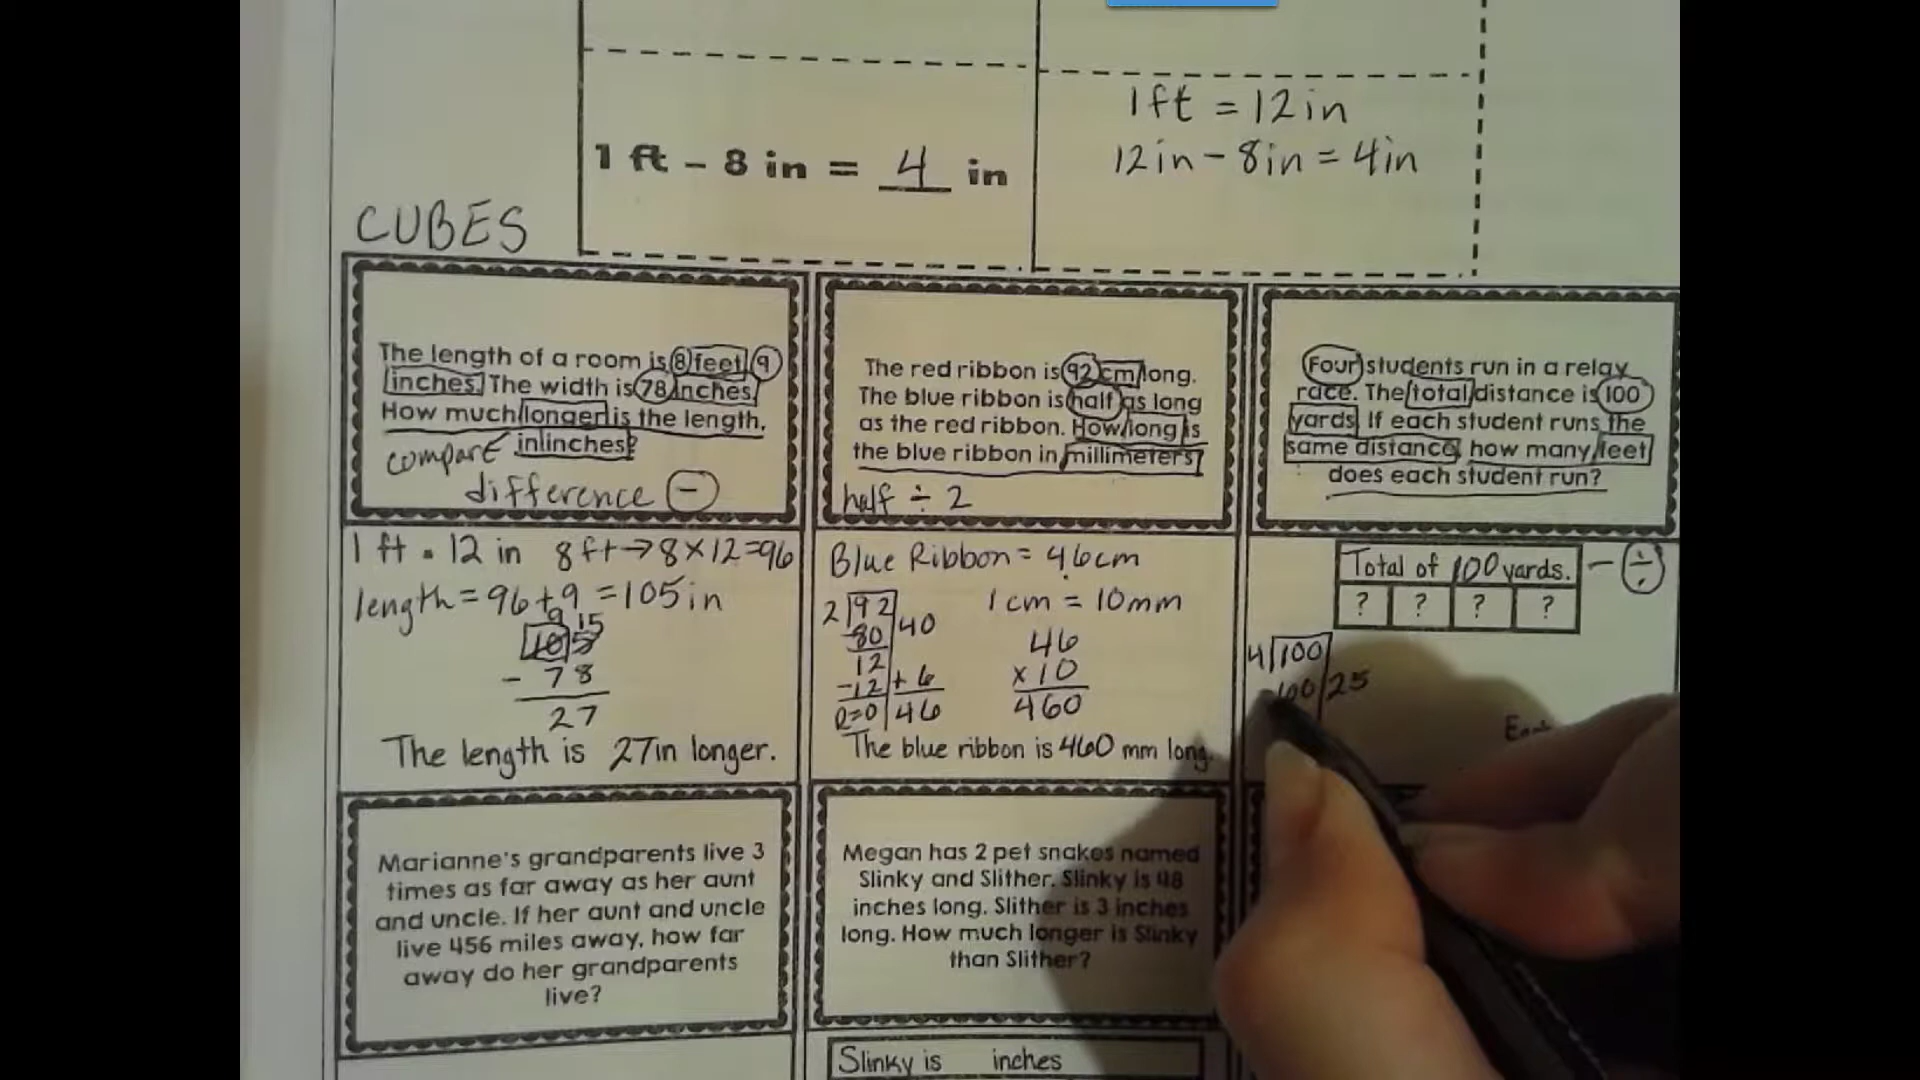 1 ft = 12 in
12 in - 8 in = 4 in
1 ft - 8 in = 4 in
CUBES
The length of a room is 8 feet 9
inches. The width is 78 inches.
How much longer is the length,
in inches?
compare
difference -
The red ribbon is 92 cm long.
The blue ribbon is half as long
as the red ribbon. How long is
the blue ribbon in millimeters?
half ÷ 2
Four students run in a relay
race. The total distance is 100
yards. If each student runs the
same distance, how many feet
does each student run?
1 ft = 12 in 8 ft → 8 × 12 = 96
length = 96 + 9 = 105 in
9 15
105
- 78
27
The length is 27in longer.
Blue Ribbon = 46cm
2 92
1 cm = 10mm
-80 40
12
-12 + 6
R=0 46
46
× 10
460
The blue ribbon is 460 mm long.
Total of 100 yards. - ÷
? ? ? ?
4 100
25
Marianne's grandparents live 3
times as far away as her aunt
and uncle. If her aunt and uncle
live 456 miles away, how far
away do her grandparents
live?
Megan has 2 pet snakes named
Slinky and Slither. Slinky is 48
inches long. Slither is 3 inches
long. How much longer is Slinky
than Slither?
Slinky is inches